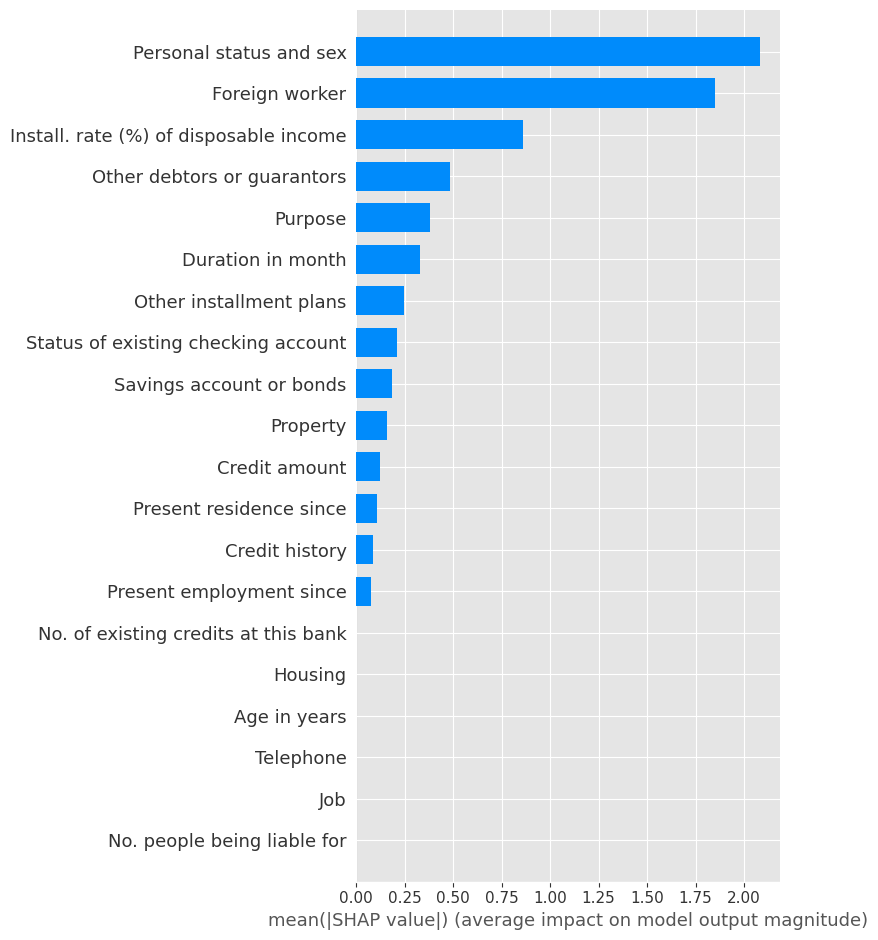 Personal status and sex
Foreign worker
Install. rate (%) of disposable income
Other debtors or guarantors
Purpose
Duration in month
Other installment plans
Status of existing checking account
Savings account or bonds
Property
Credit amount
Present residence since
Credit history
Present employment since
No. of existing credits at this bank
Housing
Age in years
Telephone
Job
No. people being liable for
0.00 0.25 0.50 0.75 1.00 1.25 1.50 1.75 2.00
mean(|SHAP value|) (average impact on model output magnitude)